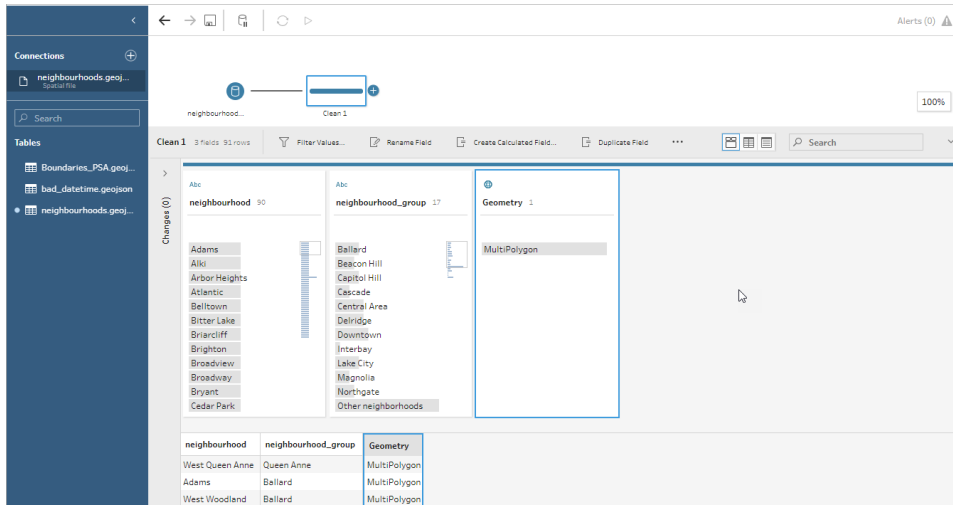 Alerts (0)
Connections
neighbourhoods.geoj...
Spatial file
Search
Tables
Boundaries_PSA.geoj...
bad_datetime.geojson
neighbourhoods.geoj...
neighbourhood...
Clean 1
100%
Clean 1 3 fields 91 rows Filter Values... Rename Field Create Calculated Field... Duplicate Field ... Search
Changes (0)
Abc
neighbourhood 90
Adams
Alki
Arbor Heights
Atlantic
Belltown
Bitter Lake
Briarcliff
Brighton
Broadview
Broadway
Bryant
Cedar Park
Abc
neighbourhood_group 17
Ballard
Beacon Hill
Capitol Hill
Cascade
Central Area
Delridge
Downtown
Interbay
Lake City
Magnolia
Northgate
Other neighborhoods
Geometry 1
MultiPolygon
neighbourhood neighbourhood_group Geometry
West Queen Anne Queen Anne MultiPolygon
Adams Ballard MultiPolygon
West Woodland Ballard MultiPolygon